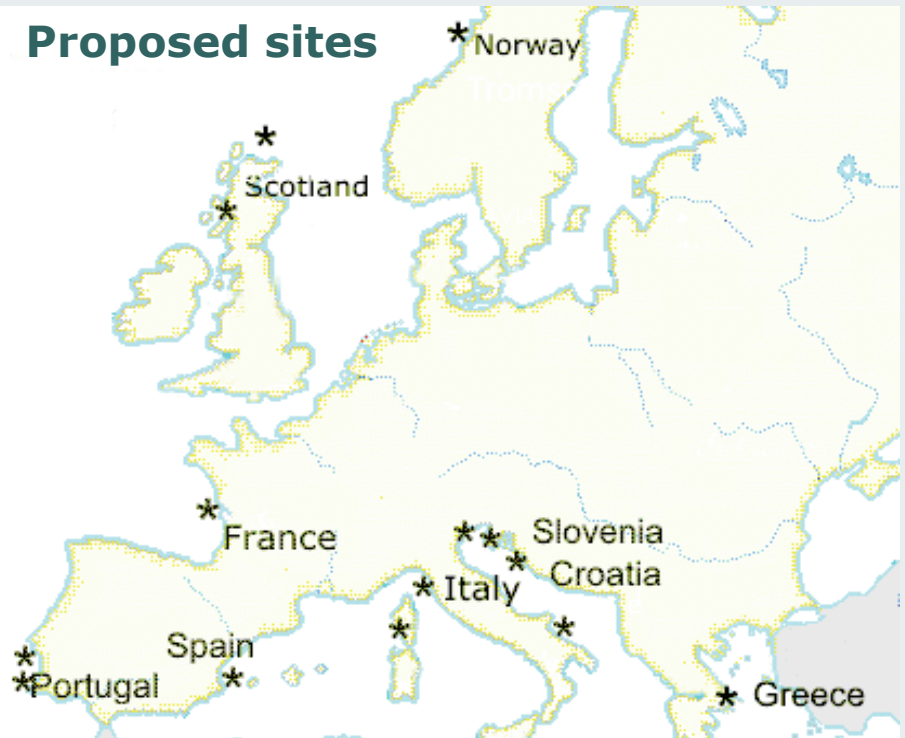 Proposed sites
* Norway
Troms
*
Scotland
*
*
France
* * Slovenia
* Croatia
* Italy
* *
Spain
* *
*Portugal
* Greece